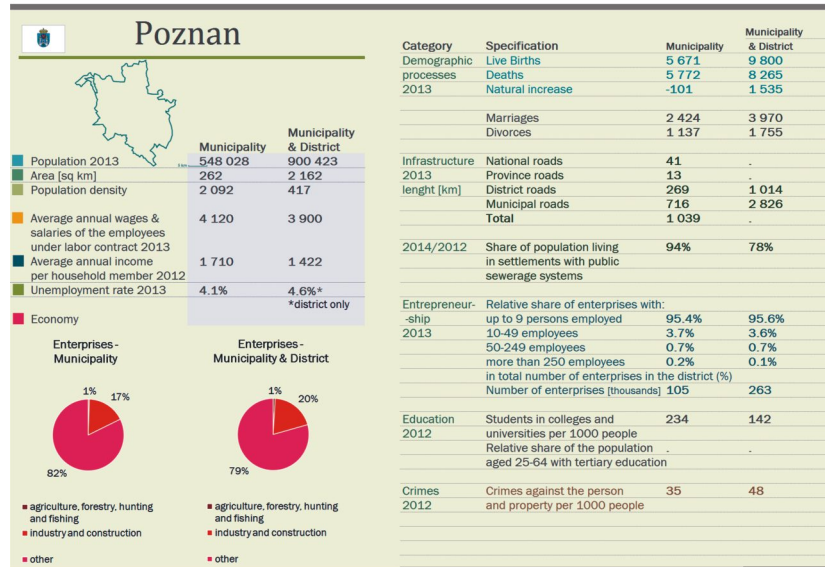 Poznan
Municipality
Municipality
& District
Population 2013 548 028 900 423
Area [sq km] 262 2 162
Population density 2 092 417
Average annual wages & 4 120 3 900
salaries of the employees
under labor contract 2013
Average annual income 1 710 1 422
per household member 2012
Unemployment rate 2013 4.1% 4.6%*
*district only
Economy
Enterprises-
Municipality
1%
17%
82%
agriculture, forestry, hunting
and fishing
industry and construction
other
Enterprises-
Municipality & District
1%
20%
79%
agriculture, forestry, hunting
and fishing
industry and construction
other
Municipality
Category Specification Municipality & District
Demographic Live Births 5 671 9 800
processes Deaths 5 772 8 265
2013 Natural increase -101 1 535
Marriages 2 424 3 970
Divorces 1 137 1 755
Infrastructure National roads 41 .
2013 Province roads 13 .
lenght [km] District roads 269 1 014
Municipal roads 716 2 826
Total 1 039 .
2014/2012 Share of population living 94% 78%
in settlements with public
sewerage systems
Entrepreneur- Relative share of enterprises with:
-ship up to 9 persons employed 95.4% 95.6%
2013 10-49 employees 3.7% 3.6%
50-249 employees 0.7% 0.7%
more than 250 employees 0.2% 0.1%
in total number of enterprises in the district (%)
Number of enterprises [thousands] 105 263
Education Students in colleges and 234 142
2012 universities per 1000 people
Relative share of the population . .
aged 25-64 with tertiary education
Crimes Crimes against the person 35 48
2012 and property per 1000 people